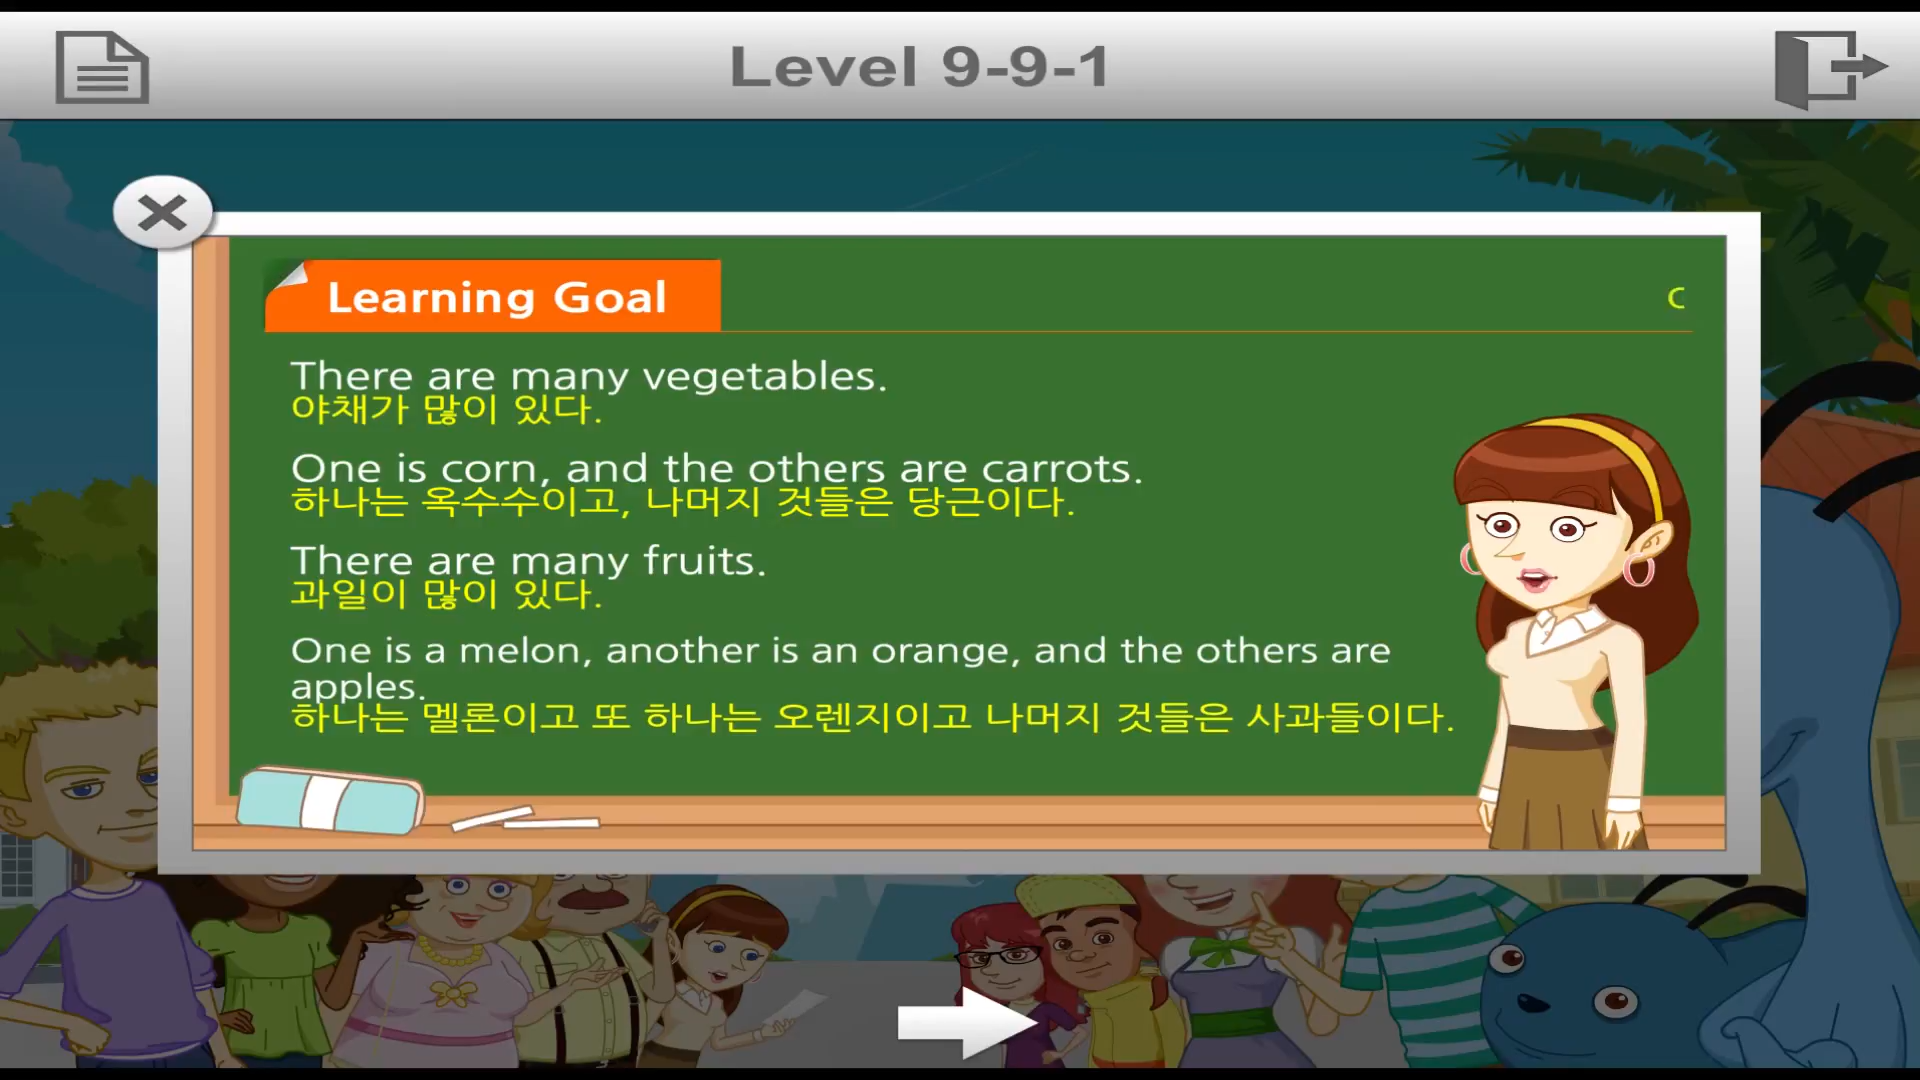 Level 9-9-1
Learning Goal
C
There are many vegetables.
야채가 많이 있다.
One is corn, and the others are carrots.
하나는 옥수수이고, 나머지 것들은 당근이다.
There are many fruits.
과일이 많이 있다.
One is a melon, another is an orange, and the others are
apples.
하나는 멜론이고 또 하나는 오렌지이고 나머지 것들은 사과들이다.